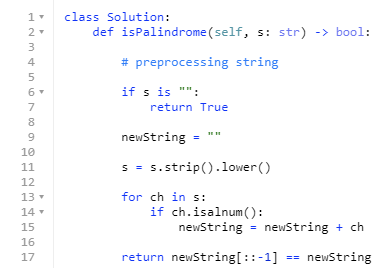 1 class Solution:
2     def isPalindrome(self, s: str) -> bool:
3
4         # preprocessing string
5
6         if s is "":
7             return True
8
9         newString = ""
10
11         s = s.strip().lower()
12
13         for ch in s:
14             if ch.isalnum():
15                 newString = newString + ch
16
17         return newString[::-1] == newString